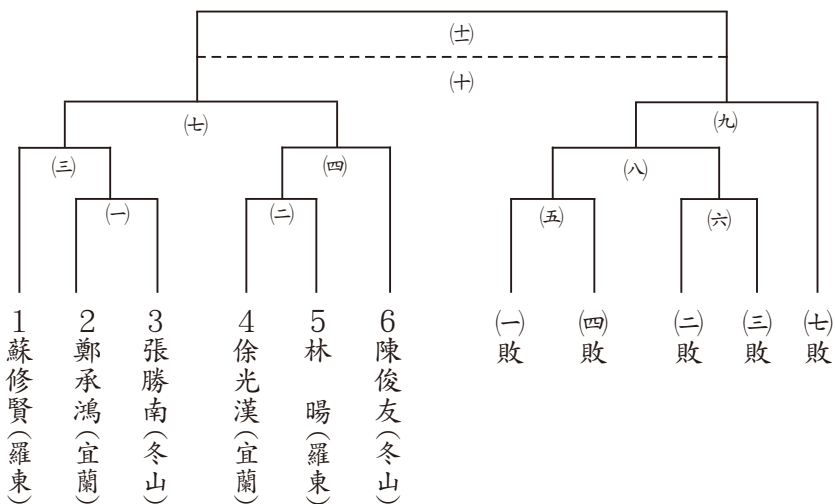 (十一)
(十)
(七)
(九)
(三)
(四)
(八)
(一)
(二)
(五)
(六)
1蘇修賢(羅東)
2鄭承鴻(宜蘭)
3張勝南(冬山)
4徐光漢(宜蘭)
5林 暘(羅東)
6陳俊友(冬山)
(一)敗
(四)敗
(二)敗
(三)敗
(七)敗